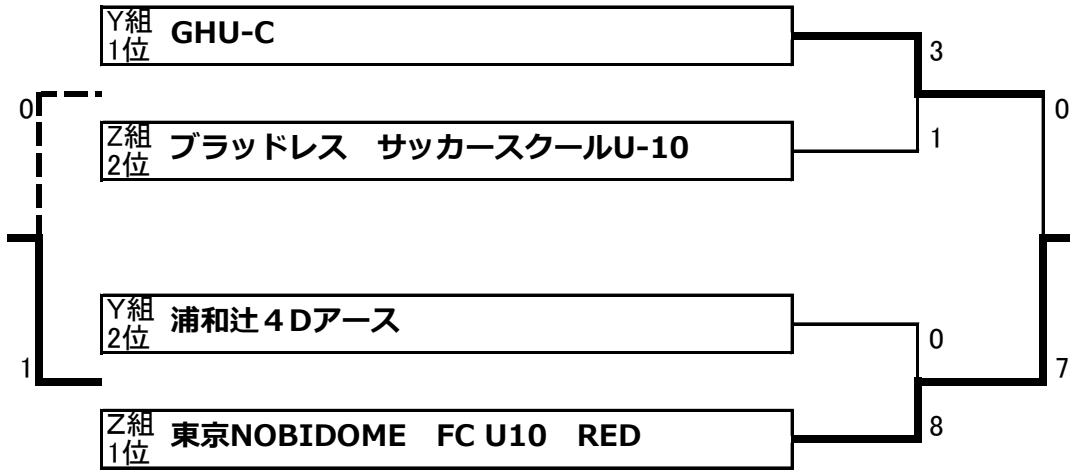 Y組
1位
GHU-C
3
0
0
Z組
2位
ブラッドレス　サッカースクールU-10
1
Y組
2位
浦和辻４Dアース
0
1
7
Z組
1位
東京NOBIDOME　FC U10　RED
8